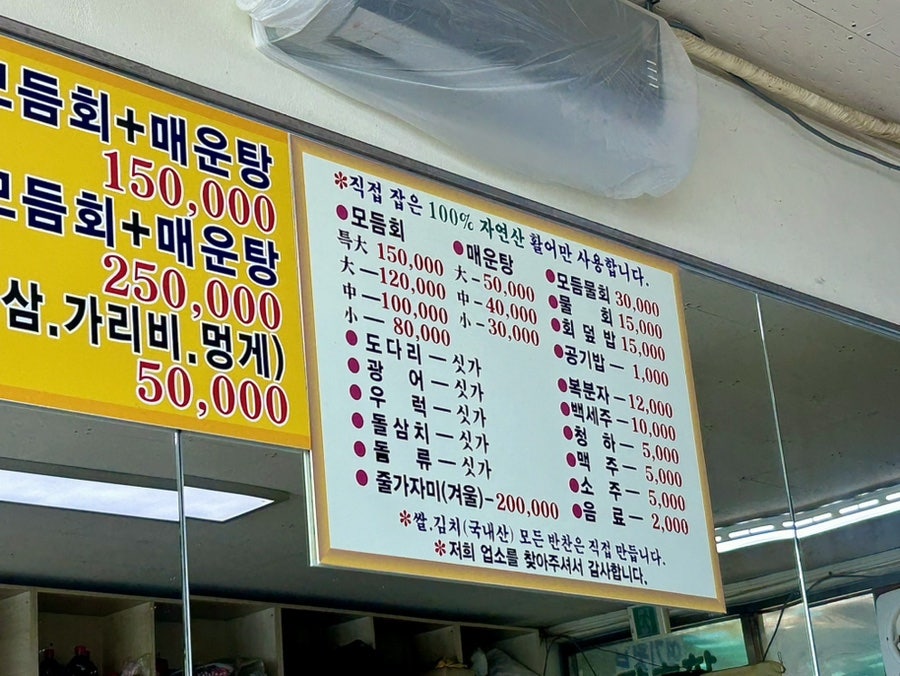 모듬회+매운탕
150,000
모듬회+매운탕
250,000
삼.가리비.멍게)
50,000
*직접 잡은 100% 자연산 활어만 사용합니다.
●모듬회
特大 150,000
大—120,000
中—100,000
小— 80,000
●매운탕
大-50,000
中-40,000
小-30,000
●도다리—싯가
●광 어—싯가
●우 럭—싯가
●돌삼치—싯가
●돔 류—싯가
●줄가자미(겨울)-200,000
●모듬물회 30,000
●물 회 15,000
●회덮밥 15,000
●공기밥— 1,000
●복분자—12,000
●백세주—10,000
●청 하— 5,000
●맥 주— 5,000
●소 주— 5,000
●음 료— 2,000
*쌀.김치(국내산) 모든 반찬은 직접 만듭니다.
*저희 업소를 찾아주셔서 감사합니다.